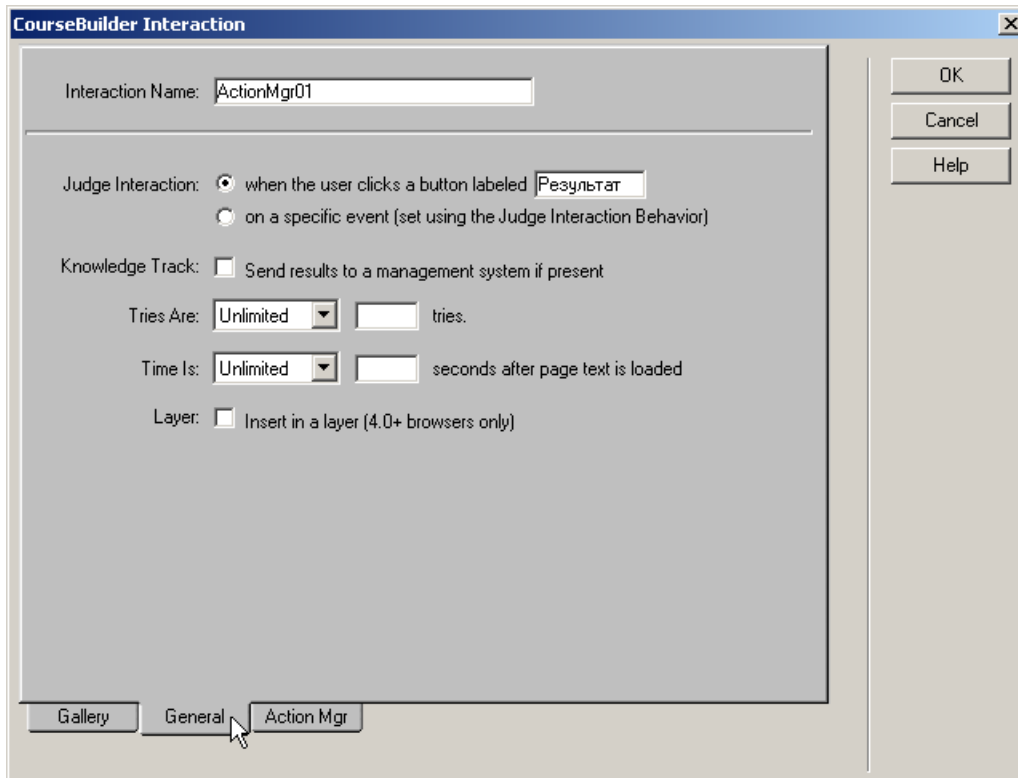 CourseBuilder Interaction
Interaction Name: ActionMgr01
OK
Cancel
Help
Judge Interaction: when the user clicks a button labeled Результат
on a specific event (set using the Judge Interaction Behavior)
Knowledge Track: Send results to a management system if present
Tries Are: Unlimited tries.
Time Is: Unlimited seconds after page text is loaded
Layer: Insert in a layer (4.0+ browsers only)
Gallery General Action Mgr